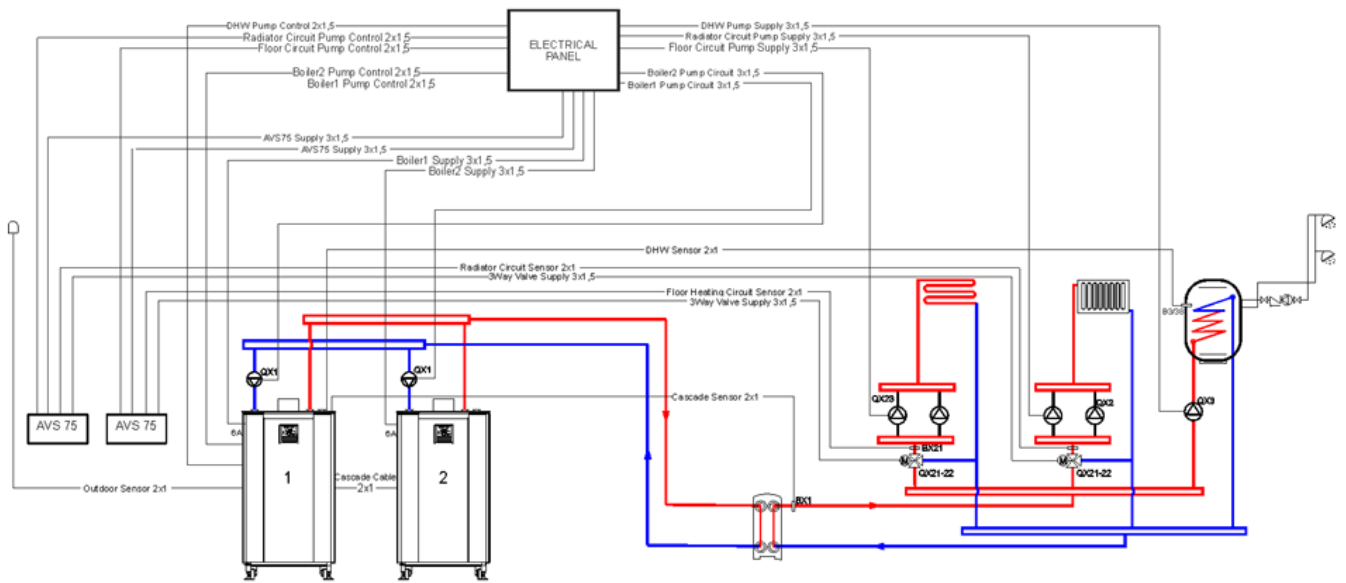 DHW Pump Control 2x1,5
Radiator Circuit Pump Control 2x1,5
Floor Circuit Pump Control 2x1,5
Boiler2 Pump Control 2x1,5
Boiler1 Pump Control 2x1,5
ELECTRICAL
PANEL
DHW Pump Supply 3x1,5
Radiator Circuit Pump Supply 3x1,5
Floor Circuit Pump Supply 3x1,5
Boiler2 Pump Circuit 3x1,5
Boiler1 Pump Circuit 3x1,5
AVS75 Supply 3x1,5
AVS75 Supply 3x1,5
Boiler1 Supply 3x1,5
Boiler2 Supply 3x1,5
DHW Sensor 2x1
Radiator Circuit Sensor 2x1
3Way Valve Supply 3x1,5
Floor Heating Circuit Sensor 2x1
3Way Valve Supply 3x1,5
B3/38
QX1
QX1
Cascade Sensor 2x1
QX23
QX2
QX3
AVS 75
AVS 75
6A
6A
BX21
M
M
QX21-22
QX21-22
1
2
Cascade Cable
2x1
Outdoor Sensor 2x1
BX1